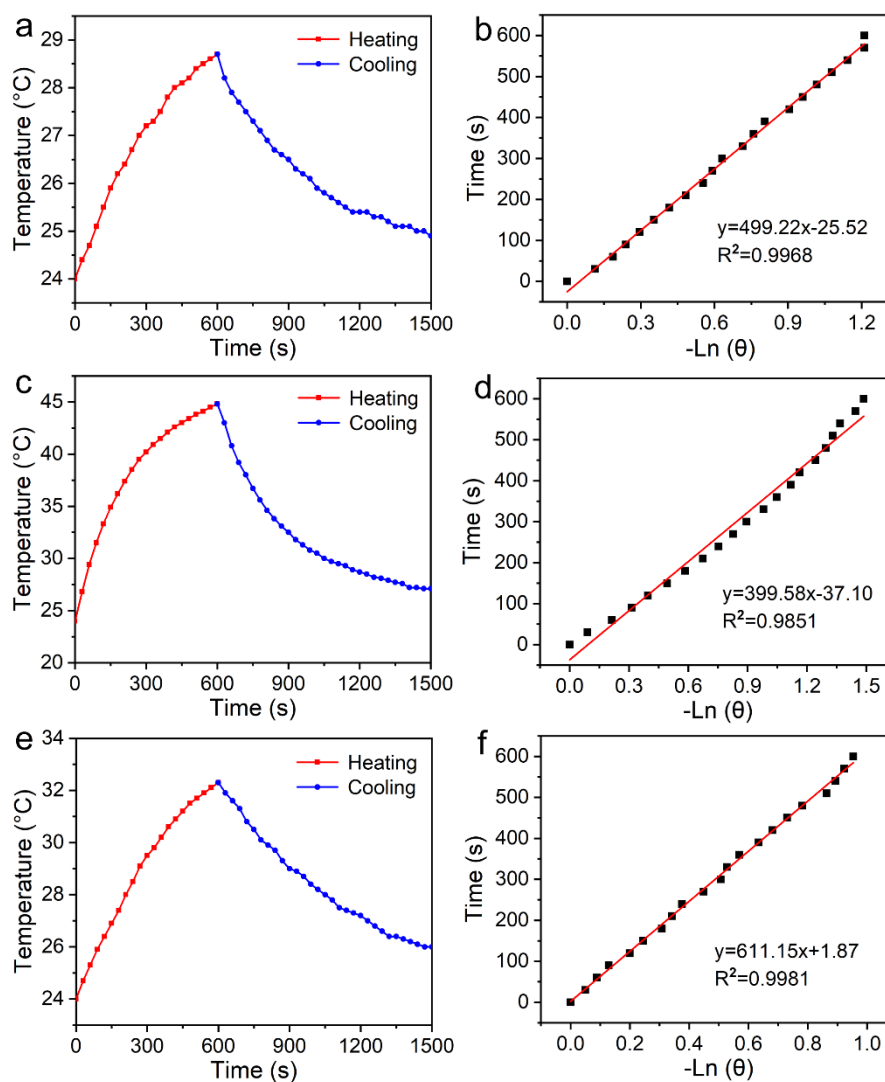 a
29
28
27
26
25
24
Temperature (°C)
Heating
Cooling
0 300 600 900 1200 1500
Time (s)
b
600
500
400
300
200
100
0
Time (s)
y=499.22x-25.52
R²=0.9968
0.0 0.3 0.6 0.9 1.2
-Ln (θ)
c
45
40
35
30
25
20
Temperature (°C)
Heating
Cooling
0 300 600 900 1200 1500
Time (s)
d
600
500
400
300
200
100
0
Time (s)
y=399.58x-37.10
R²=0.9851
0.0 0.3 0.6 0.9 1.2 1.5
-Ln (θ)
e
34
32
30
28
26
24
Temperature (°C)
Heating
Cooling
0 300 600 900 1200 1500
Time (s)
f
600
500
400
300
200
100
0
Time (s)
y=611.15x+1.87
R²=0.9981
0.0 0.2 0.4 0.6 0.8 1.0
-Ln (θ)